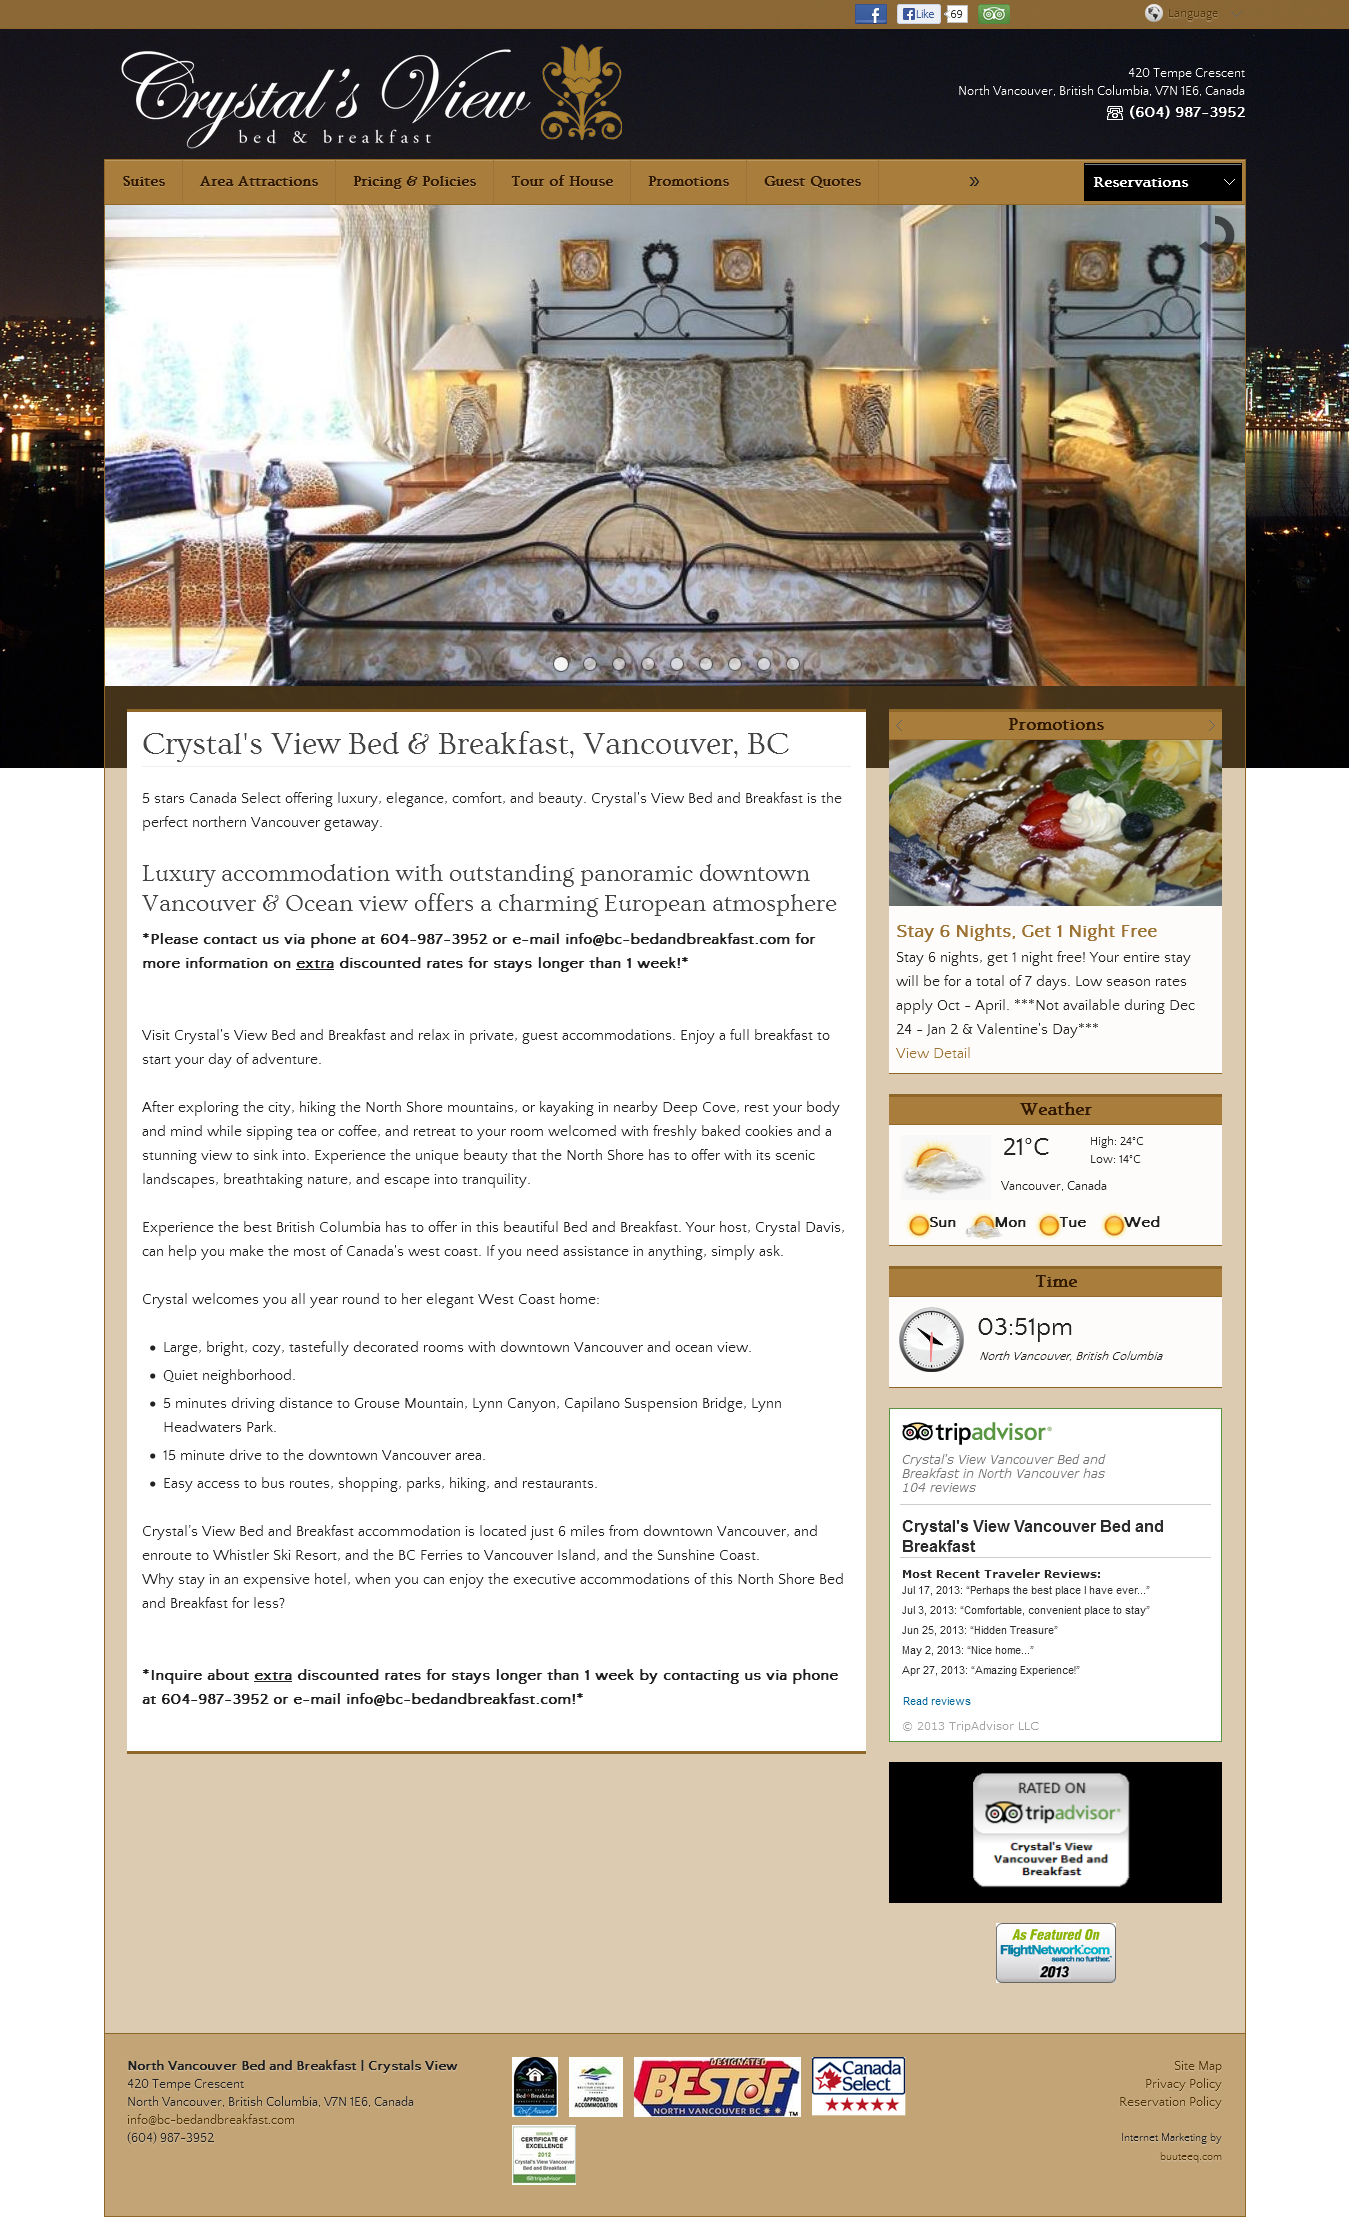 Like 69
Language
Crystal's View
bed & breakfast
420 Tempe Crescent
North Vancouver, British Columbia, V7N 1E6, Canada
(604) 987-3952
Suites Area Attractions Pricing & Policies Tour of House Promotions Guest Quotes » Reservations
Crystal's View Bed & Breakfast, Vancouver, BC
5 stars Canada Select offering luxury, elegance, comfort, and beauty. Crystal's View Bed and Breakfast is the
perfect northern Vancouver getaway.
Luxury accommodation with outstanding panoramic downtown
Vancouver & Ocean view offers a charming European atmosphere
*Please contact us via phone at 604-987-3952 or e-mail info@bc-bedandbreakfast.com for
more information on extra discounted rates for stays longer than 1 week!*
Visit Crystal's View Bed and Breakfast and relax in private, guest accommodations. Enjoy a full breakfast to
start your day of adventure.
After exploring the city, hiking the North Shore mountains, or kayaking in nearby Deep Cove, rest your body
and mind while sipping tea or coffee, and retreat to your room welcomed with freshly baked cookies and a
stunning view to sink into. Experience the unique beauty that the North Shore has to offer with its scenic
landscapes, breathtaking nature, and escape into tranquility.
Experience the best British Columbia has to offer in this beautiful Bed and Breakfast. Your host, Crystal Davis,
can help you make the most of Canada's west coast. If you need assistance in anything, simply ask.
Crystal welcomes you all year round to her elegant West Coast home:
• Large, bright, cozy, tastefully decorated rooms with downtown Vancouver and ocean view.
• Quiet neighborhood.
• 5 minutes driving distance to Grouse Mountain, Lynn Canyon, Capilano Suspension Bridge, Lynn
Headwaters Park.
• 15 minute drive to the downtown Vancouver area.
• Easy access to bus routes, shopping, parks, hiking, and restaurants.
Crystal's View Bed and Breakfast accommodation is located just 6 miles from downtown Vancouver, and
enroute to Whistler Ski Resort, and the BC Ferries to Vancouver Island, and the Sunshine Coast.
Why stay in an expensive hotel, when you can enjoy the executive accommodations of this North Shore Bed
and Breakfast for less?
*Inquire about extra discounted rates for stays longer than 1 week by contacting us via phone
at 604-987-3952 or e-mail info@bc-bedandbreakfast.com!*
Promotions
Stay 6 Nights, Get 1 Night Free
Stay 6 nights, get 1 night free! Your entire stay
will be for a total of 7 days. Low season rates
apply Oct - April. ***Not available during Dec
24 - Jan 2 & Valentine's Day***
View Detail
Weather
21°C High: 24°C
Low: 14°C
Vancouver, Canada
Sun Mon Tue Wed
Time
03:51pm
North Vancouver, British Columbia
tripadvisor®
Crystal's View Vancouver Bed and
Breakfast in North Vancouver has
104 reviews
Crystal's View Vancouver Bed and
Breakfast
Most Recent Traveler Reviews:
Jul 17, 2013: “Perhaps the best place I have ever...”
Jul 3, 2013: “Comfortable, convenient place to stay”
Jun 25, 2013: “Hidden Treasure”
May 2, 2013: “Nice home...”
Apr 27, 2013: “Amazing Experience!”
Read reviews
© 2013 TripAdvisor LLC
RATED ON
tripadvisor®
Crystal's View
Vancouver Bed and
Breakfast
As Featured On
FlightNetwork.com
search no further.™
2013
North Vancouver Bed and Breakfast | Crystals View
420 Tempe Crescent
North Vancouver, British Columbia, V7N 1E6, Canada
info@bc-bedandbreakfast.com
(604) 987-3952
Bed & Breakfast
APPROVED
ACCOMMODATION
DESIGNATED
BEST OF
NORTH VANCOUVER BC ™
Canada
Select
CERTIFICATE OF
EXCELLENCE
2012
Crystal's View Vancouver
Bed and Breakfast
tripadvisor
Site Map
Privacy Policy
Reservation Policy
Internet Marketing by
buuteeq.com